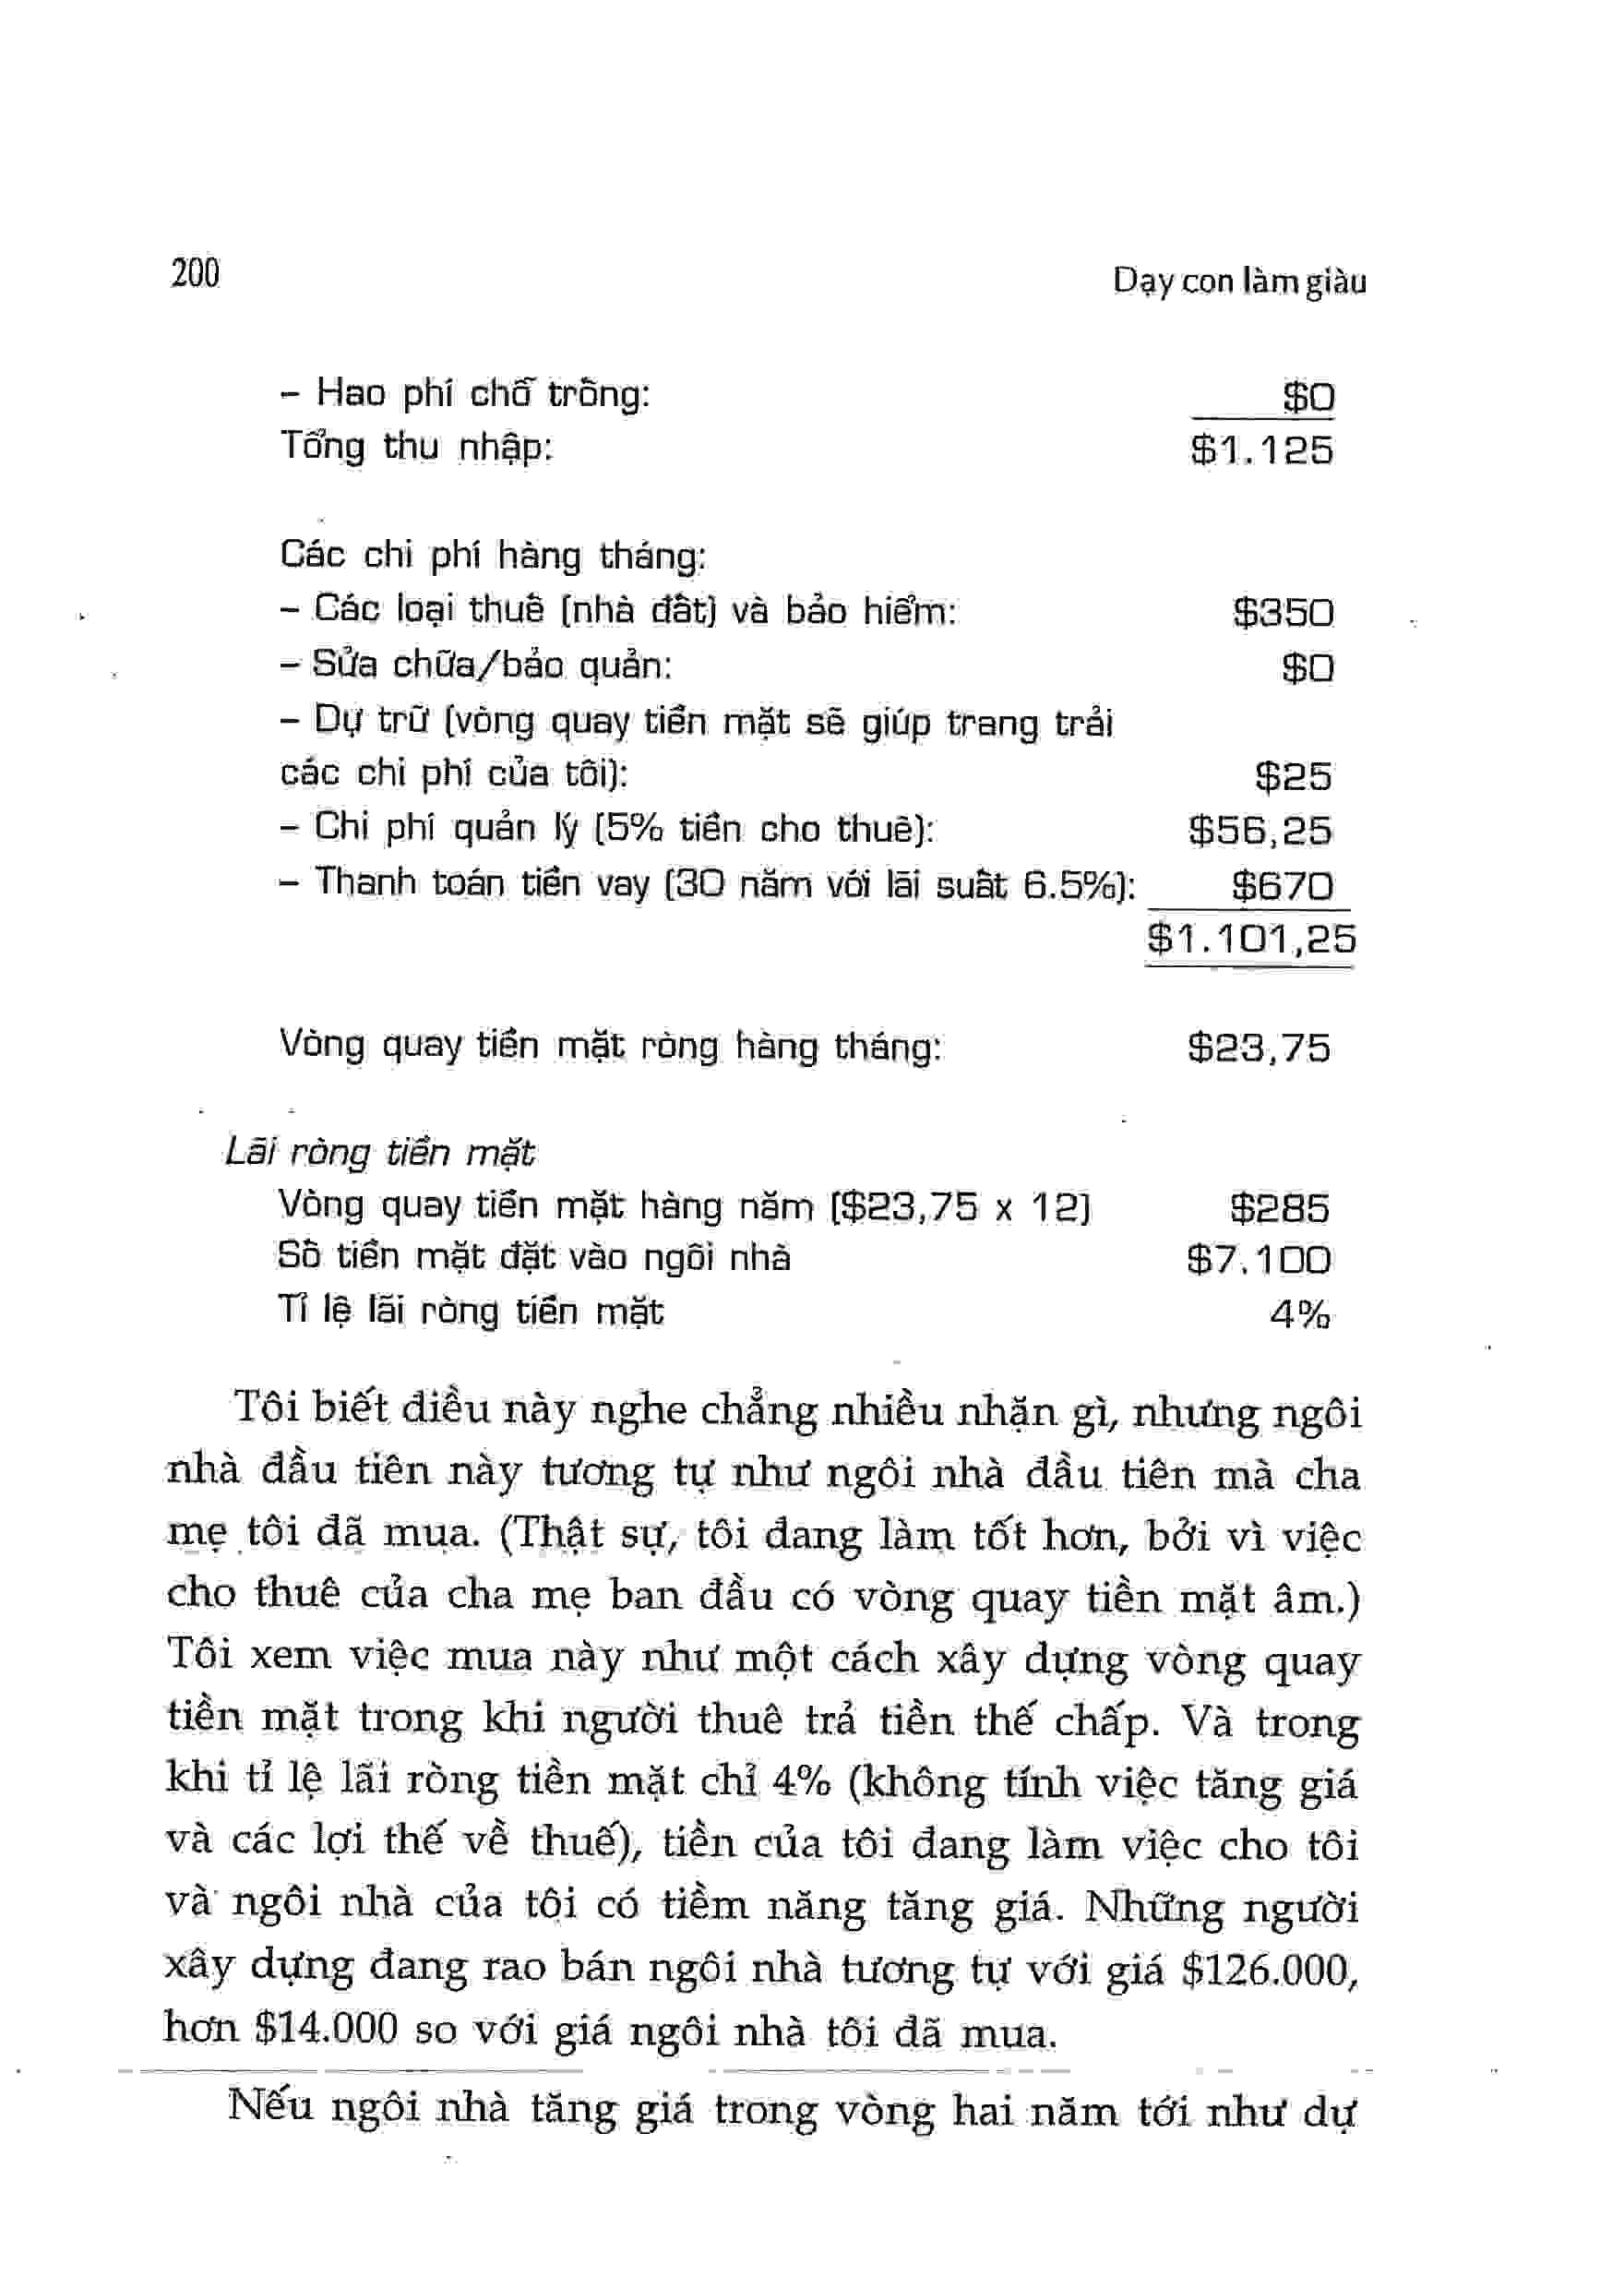 200
Dạy con làm giàu
– Hao phí chỗ trống: $0
Tổng thu nhập: $1.125
Các chi phí hàng tháng:
– Các loại thuế (nhà đất) và bảo hiểm: $350
– Sửa chữa/bảo quản: $0
– Dự trữ (vòng quay tiền mặt sẽ giúp trang trải
các chi phí của tôi): $25
– Chi phí quản lý (5% tiền cho thuê): $56,25
– Thanh toán tiền vay (30 năm với lãi suất 6.5%): $670
$1.101,25
Vòng quay tiền mặt ròng hàng tháng: $23,75
Lãi ròng tiền mặt
Vòng quay tiền mặt hàng năm ($23,75 x 12) $285
Số tiền mặt đặt vào ngôi nhà $7.100
Tỉ lệ lãi ròng tiền mặt 4%
Tôi biết điều này nghe chẳng nhiều nhặn gì, nhưng ngôi
nhà đầu tiên này tương tự như ngôi nhà đầu tiên mà cha
mẹ tôi đã mua. (Thật sự, tôi đang làm tốt hơn, bởi vì việc
cho thuê của cha mẹ ban đầu có vòng quay tiền mặt âm.)
Tôi xem việc mua này như một cách xây dựng vòng quay
tiền mặt trong khi người thuê trả tiền thế chấp. Và trong
khi tỉ lệ lãi ròng tiền mặt chỉ 4% (không tính việc tăng giá
và các lợi thế về thuế), tiền của tôi đang làm việc cho tôi
và ngôi nhà của tôi có tiềm năng tăng giá. Những người
xây dựng đang rao bán ngôi nhà tương tự với giá $126.000,
hơn $14.000 so với giá ngôi nhà tôi đã mua.
Nếu ngôi nhà tăng giá trong vòng hai năm tới như dự